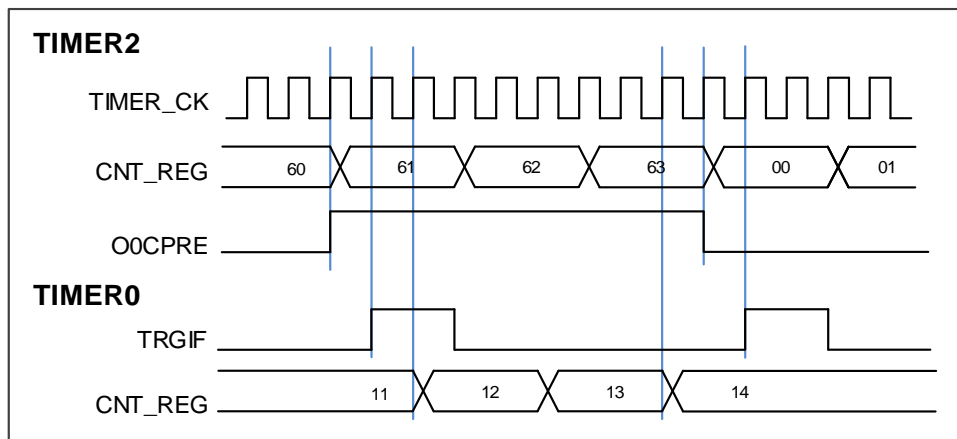 TIMER2
TIMER_CK
CNT_REG 60 61 62 63 00 01
O0CPRE
TIMER0
TRGIF
CNT_REG 11 12 13 14